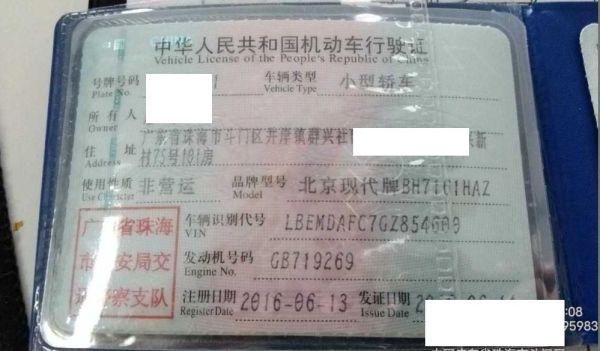 中华人民共和国机动车行驶证
Vehicle License of the People's Republic of China
号牌号码 Plate No. 车辆类型 Vehicle Type 小型轿车
所有人 Owner
住址 Address 广东省珠海市斗门区井岸镇群兴社 新
村75号101房
使用性质 Use Character 非营运 品牌型号 Model 北京现代牌BH7161HAZ
车辆识别代号 VIN LBEMDAFC7GZ854
发动机号码 Engine No. GB719269
注册日期 Register Date 2016-06-13 发证日期 Issue Date
广东省珠海
市公安局交
通警察支队
:08
95983